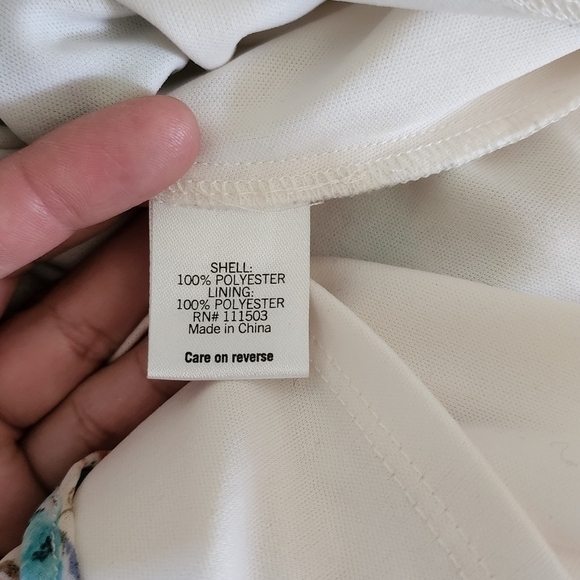 SHELL:
100% POLYESTER
LINING:
100% POLYESTER
RN# 111503
Made in China
Care on reverse